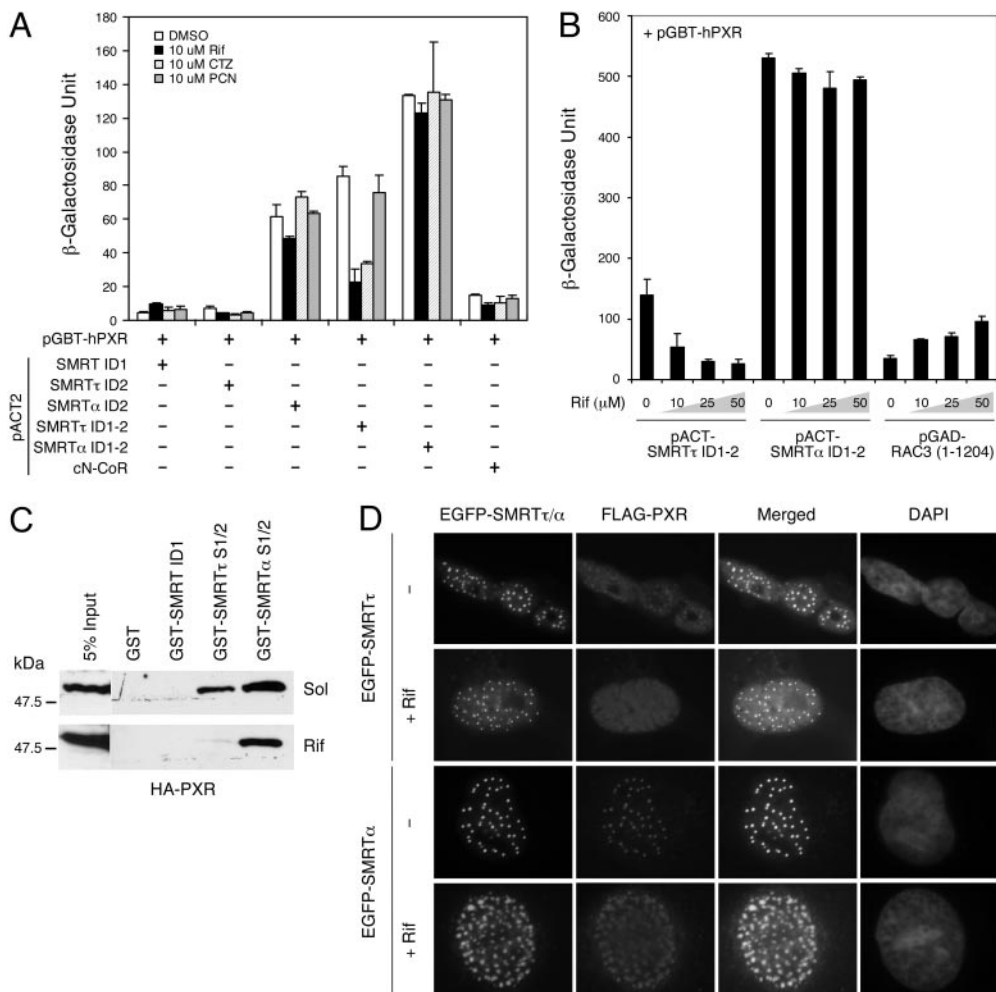 A
β-Galactosidase Unit
180
160
140
120
100
80
60
40
20
0
DMSO
10 uM Rif
10 uM CTZ
10 uM PCN
pGBT-hPXR + + + + + +
pACT2
SMRT ID1 + – – – – –
SMRTτ ID2 – + – – – –
SMRTα ID2 – – + – – –
SMRTτ ID1-2 – – – + – –
SMRTα ID1-2 – – – – + –
cN-CoR – – – – – +
B
β-Galactosidase Unit
600
500
400
300
200
100
0
+ pGBT-hPXR
Rif (μM) 0 10 25 50 0 10 25 50 0 10 25 50
pACT-
SMRTτ ID1-2
pACT-
SMRTα ID1-2
pGAD-
RAC3 (1-1204)
C
5% Input
GST
GST-SMRT ID1
GST-SMRTτ S1/2
GST-SMRTα S1/2
kDa
47.5
Sol
47.5
Rif
HA-PXR
D
EGFP-SMRTτ/α FLAG-PXR Merged DAPI
EGFP-SMRTτ
–
+ Rif
EGFP-SMRTα
–
+ Rif